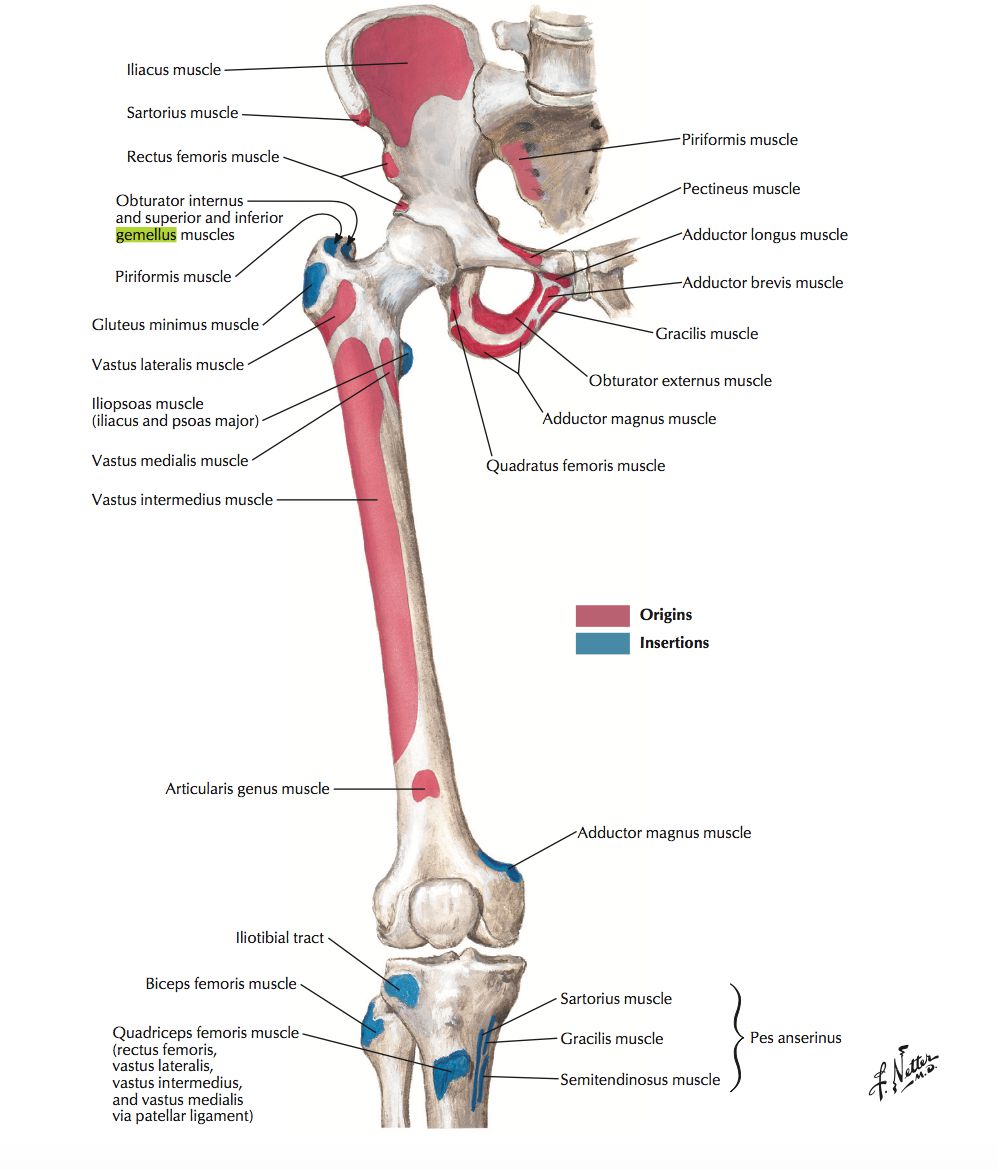 Iliacus muscle
Sartorius muscle
Rectus femoris muscle
Obturator internus
and superior and inferior
gemellus muscles
Piriformis muscle
Gluteus minimus muscle
Vastus lateralis muscle
Iliopsoas muscle
(iliacus and psoas major)
Vastus medialis muscle
Vastus intermedius muscle
Piriformis muscle
Pectineus muscle
Adductor longus muscle
Adductor brevis muscle
Gracilis muscle
Obturator externus muscle
Adductor magnus muscle
Quadratus femoris muscle
Origins
Insertions
Articularis genus muscle
Adductor magnus muscle
Iliotibial tract
Biceps femoris muscle
Quadriceps femoris muscle
(rectus femoris,
vastus lateralis,
vastus intermedius,
and vastus medialis
via patellar ligament)
Sartorius muscle
Gracilis muscle
Semitendinosus muscle
Pes anserinus
F. Netter
M.D.